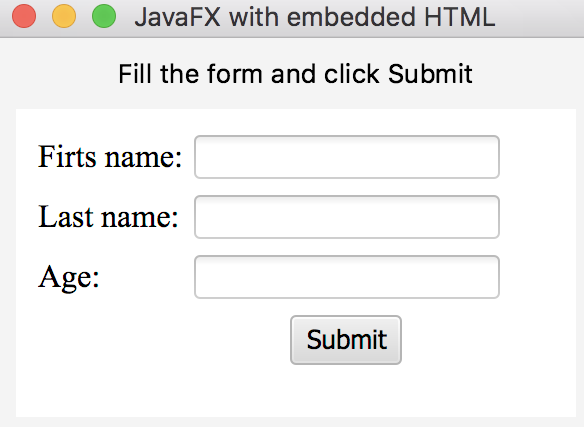 JavaFX with embedded HTML
Fill the form and click Submit
Firts name:
Last name:
Age:
Submit